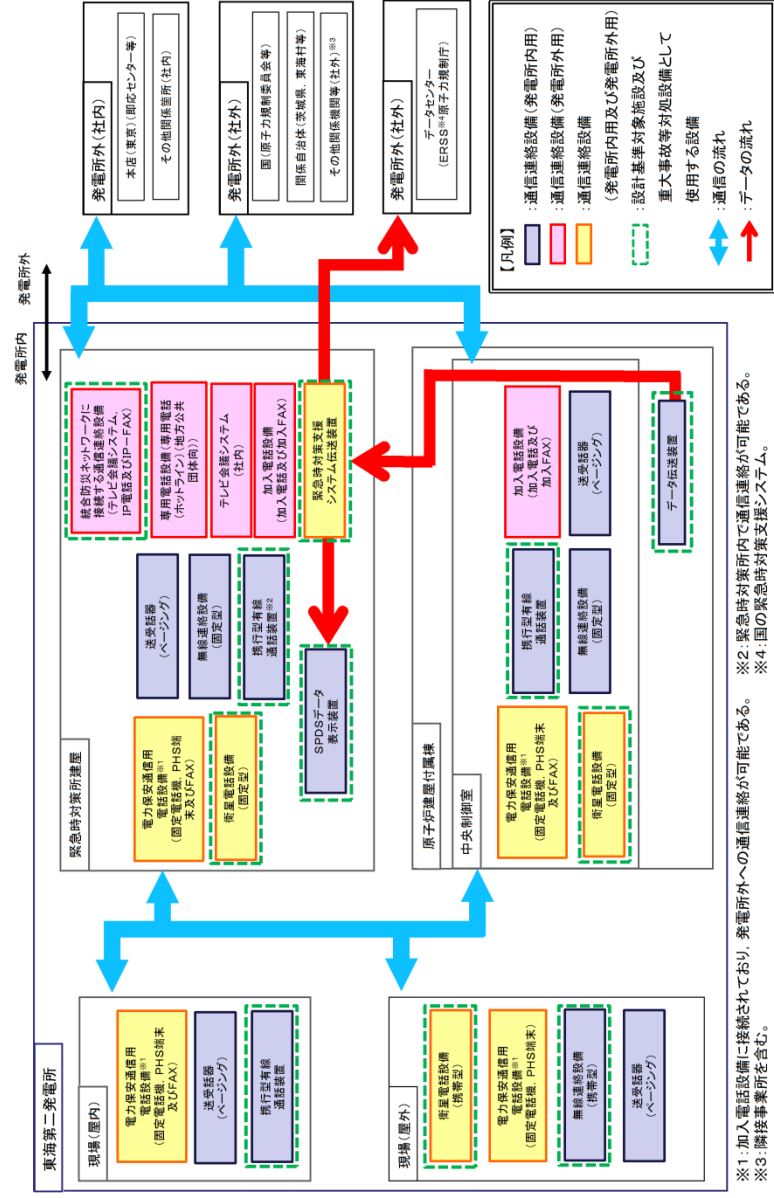 発電所内
発電所外
東海第二発電所
現場(屋内)
電力保安通信用
電話設備※1
(固定電話機、PHS端末
及びFAX)
送受話器
(ページング)
携行型有線
通話装置
現場(屋外)
衛星電話設備
(携帯型)
電力保安通信用
電話設備※1
(固定電話機、PHS端末)
無線連絡設備
(携帯型)
送受話器
(ページング)
緊急時対策所建屋
電力保安通信用
電話設備※1
(固定電話機、PHS端
末及びFAX)
衛星電話設備
(固定型)
送受話器
(ページング)
無線連絡設備
(固定型)
携行型有線
通話装置※2
SPDSデータ
表示装置
統合防災ネットワークに
接続する通信連絡設備
(テレビ会議システム、
IP電話及びIP-FAX)
専用電話設備(専用電話
(ホットライン)(地方公共
団体向))
テレビ会議システム
(社内)
加入電話設備
(加入電話及び加入FAX)
緊急時対策支援
システム伝送装置
原子炉建屋付属棟
中央制御室
電力保安通信用
電話設備※1
(固定電話機、PHS端末
及びFAX)
衛星電話設備
(固定型)
携行型有線
通話装置
無線連絡設備
(固定型)
加入電話設備
(加入電話及び
加入FAX)
送受話器
(ページング)
データ伝送装置
発電所外(社内)
本店(東京)(即応センター等)
その他関係箇所(社内)
発電所外(社外)
国(原子力規制委員会等)
関係自治体(茨城県、東海村等)
その他関係機関等(社外)※3
発電所外(社外)
データセンター
(ERSS※4原子力規制庁)
【凡例】
:通信連絡設備(発電所内用)
:通信連絡設備(発電所外用)
:通信連絡設備
(発電所内用及び発電所外用)
:設計基準対象施設及び
重大事故等対処設備として
使用する設備
:通信の流れ
:データの流れ
※1:加入電話設備に接続されており、発電所外への通信連絡が可能である。
※2:緊急時対策所内で通信連絡が可能である。
※3:隣接事業所を含む。
※4:国の緊急時対策支援システム。